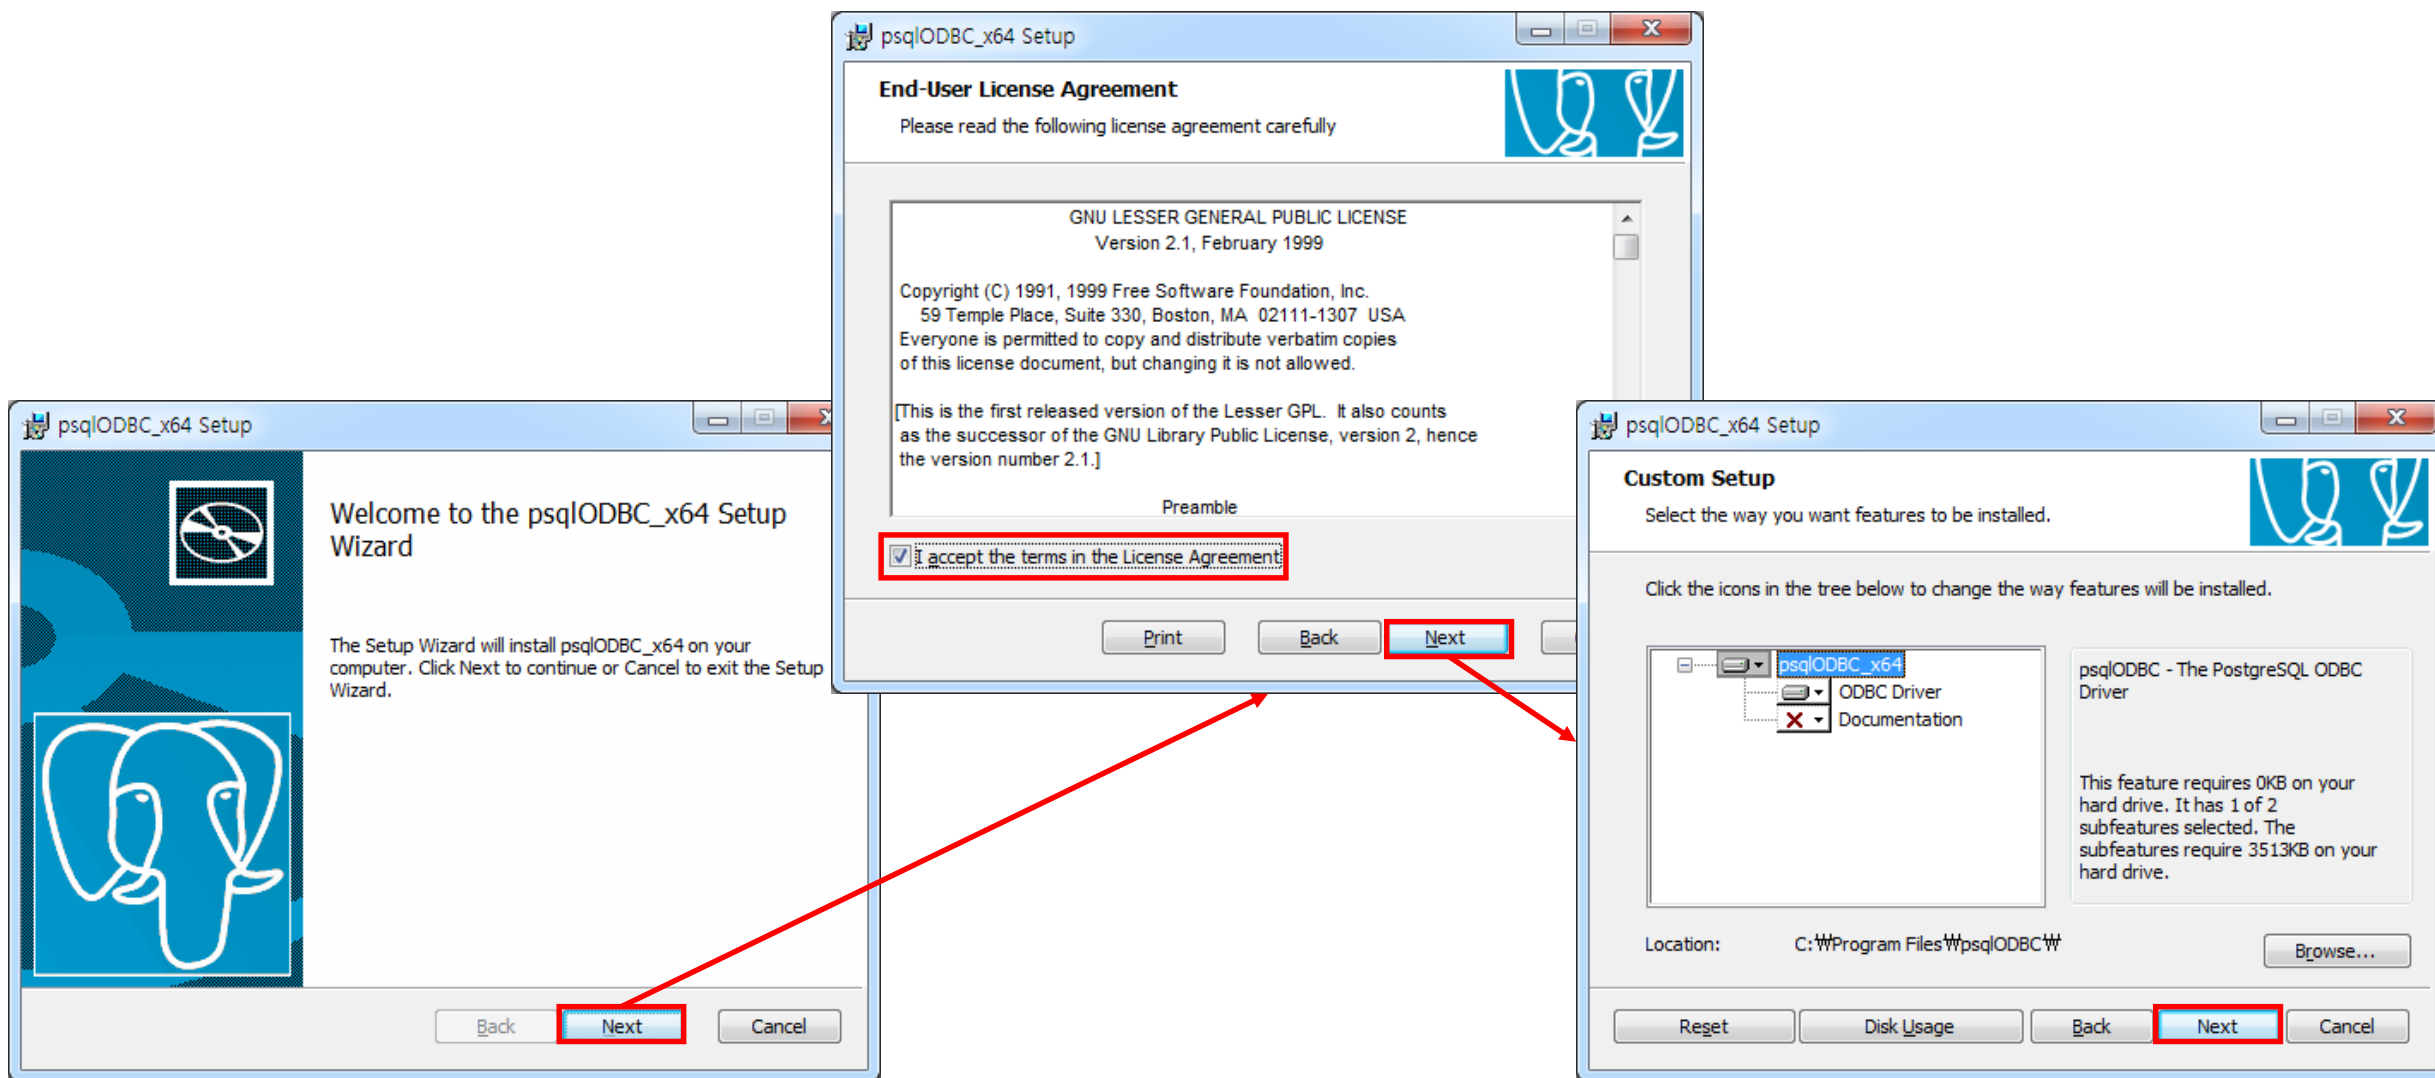 psqlODBC_x64 Setup
Welcome to the psqlODBC_x64 Setup
Wizard
The Setup Wizard will install psqlODBC_x64 on your
computer. Click Next to continue or Cancel to exit the Setup
Wizard.
Back Next Cancel
psqlODBC_x64 Setup
End-User License Agreement
Please read the following license agreement carefully
GNU LESSER GENERAL PUBLIC LICENSE
Version 2.1, February 1999
Copyright (C) 1991, 1999 Free Software Foundation, Inc.
59 Temple Place, Suite 330, Boston, MA 02111-1307 USA
Everyone is permitted to copy and distribute verbatim copies
of this license document, but changing it is not allowed.
[This is the first released version of the Lesser GPL. It also counts
as the successor of the GNU Library Public License, version 2, hence
the version number 2.1.]
Preamble
I accept the terms in the License Agreement
Print Back Next
psqlODBC_x64 Setup
Custom Setup
Select the way you want features to be installed.
Click the icons in the tree below to change the way features will be installed.
psqlODBC_x64
ODBC Driver
Documentation
psqlODBC - The PostgreSQL ODBC
Driver
This feature requires 0KB on your
hard drive. It has 1 of 2
subfeatures selected. The
subfeatures require 3513KB on your
hard drive.
Location: C:₩Program Files₩psqlODBC₩
Browse...
Reset Disk Usage Back Next Cancel